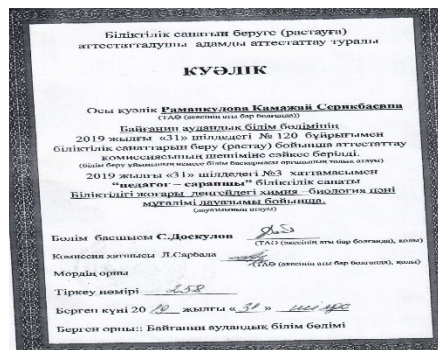 Біліктілік санатын беруге (растауға)
аттестатталушы адамды аттестаттау туралы
КУӘЛІК
Осы куәлік Раманкулова Камажай Серикбаевна
(ТАӘ (әкесінің аты бар болғанда))
Байғанин аудандық білім бөлімінің
2019 жылғы «31» шілдедегі № 120 бұйрығымен
біліктілік санаттарын беру (растау) бойынша аттестаттау
комиссиясының шешіміне сәйкес берілді.
(білім беру ұйымының немесе білім басқармасы органының толық атауы)
2019 жылғы «31» шілдедегі №3 хаттамасымен
"педагог – сарапшы" біліктілік санаты
Біліктілігі жоғары деңгейдегі химия – биология пәні
мұғалімі лауазымы бойынша.
(лауазымның атауы)
Бөлім басшысы С.Доскулов
(ТАӘ (әкесінің аты бар болғанда), қолы)
Комиссия хатшысы Л.Сарбала
(ТАӘ (әкесінің аты бар болғанда), қолы)
Мөрдің орны
Тіркеу нөмірі 258
Берген күні 20 19 жылғы « 31 » шілде
Берген орны:: Байғанин аудандық білім бөлімі